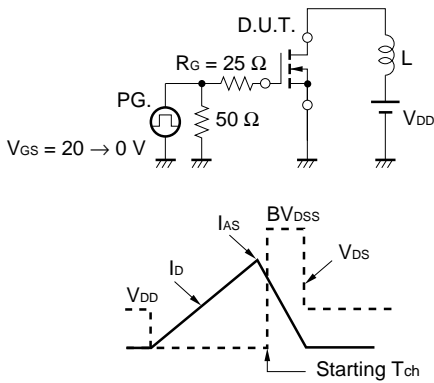 D.U.T.
RG = 25 Ω
L
PG.
50 Ω
VDD
VGS = 20 → 0 V
BVDSS
IAS
VDS
ID
VDD
Starting Tch